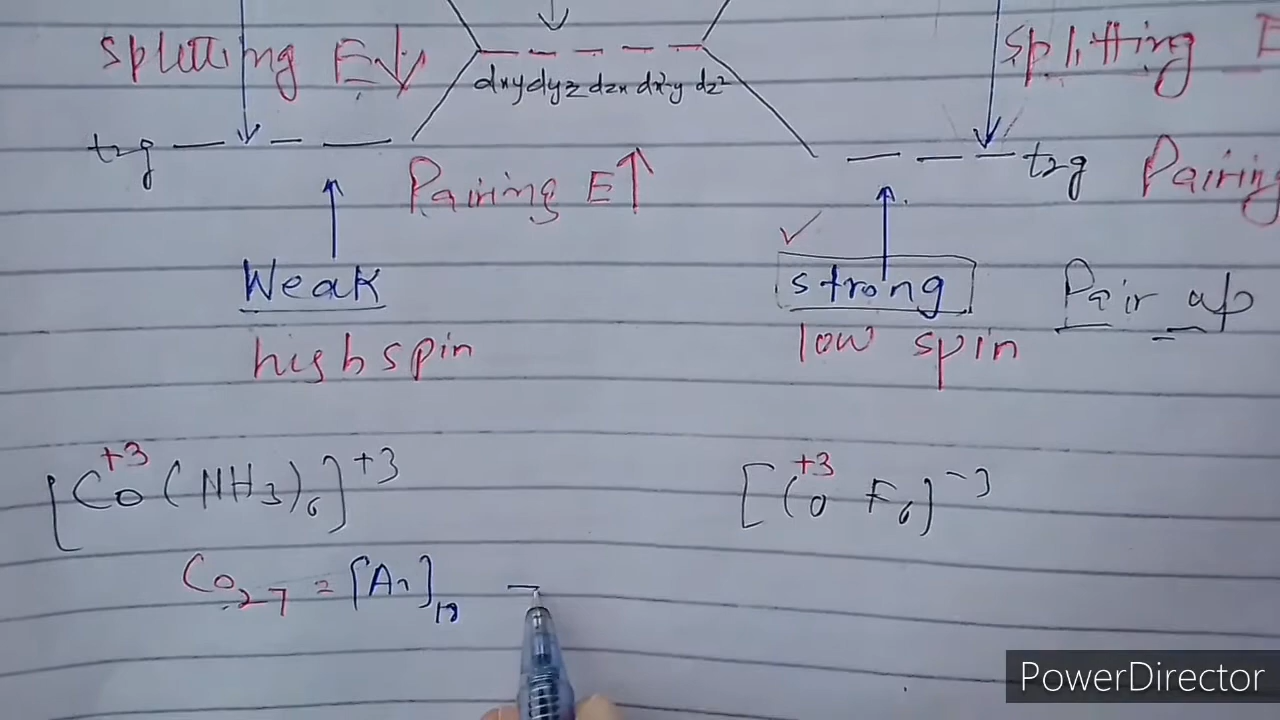 Splitting E↓
Splitting E
dxy dyz dzx dx²-y dz²
t2g
t2g
Pairing E↑
Pairing
Weak
strong
Pair up
high spin
low spin
[Co+3(NH3)6]+3
[Co+3F6]-3
Co27 = [Ar]18
PowerDirector